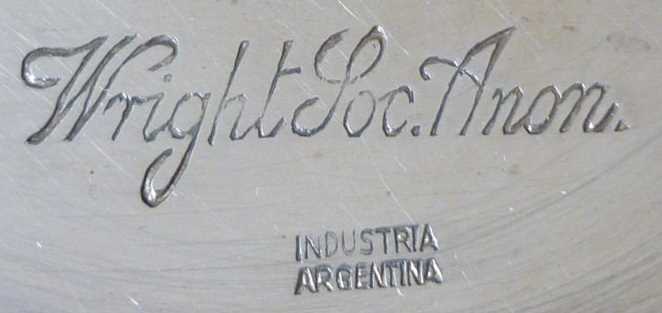 Wright Soc. Anon.
INDUSTRIA
ARGENTINA